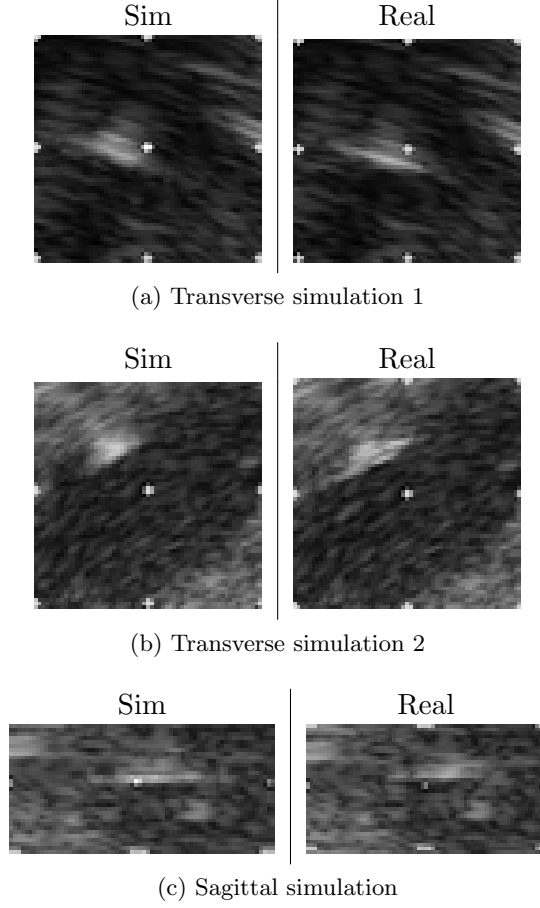 Sim Real
(a) Transverse simulation 1
Sim Real
(b) Transverse simulation 2
Sim Real
(c) Sagittal simulation